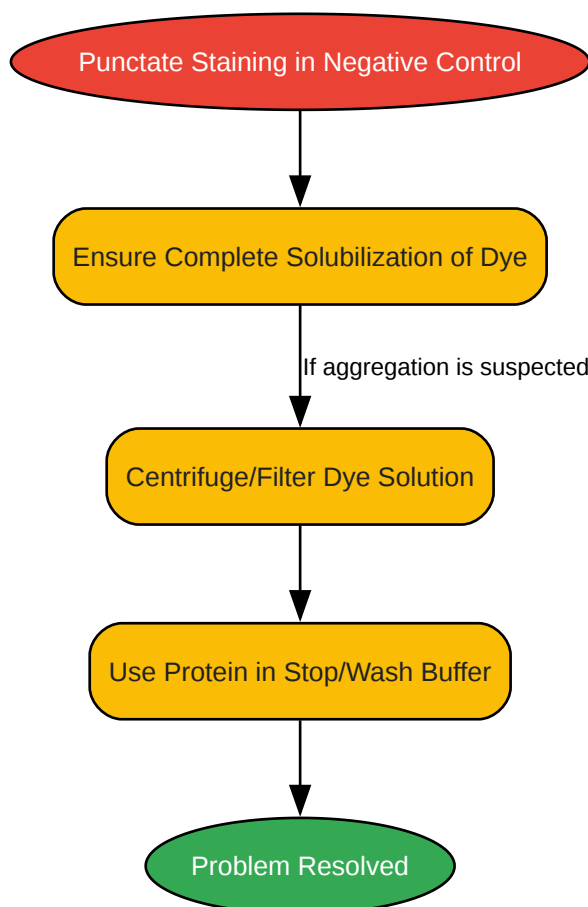 Punctate Staining in Negative Control
Ensure Complete Solubilization of Dye
If aggregation is suspected
Centrifuge/Filter Dye Solution
Use Protein in Stop/Wash Buffer
Problem Resolved